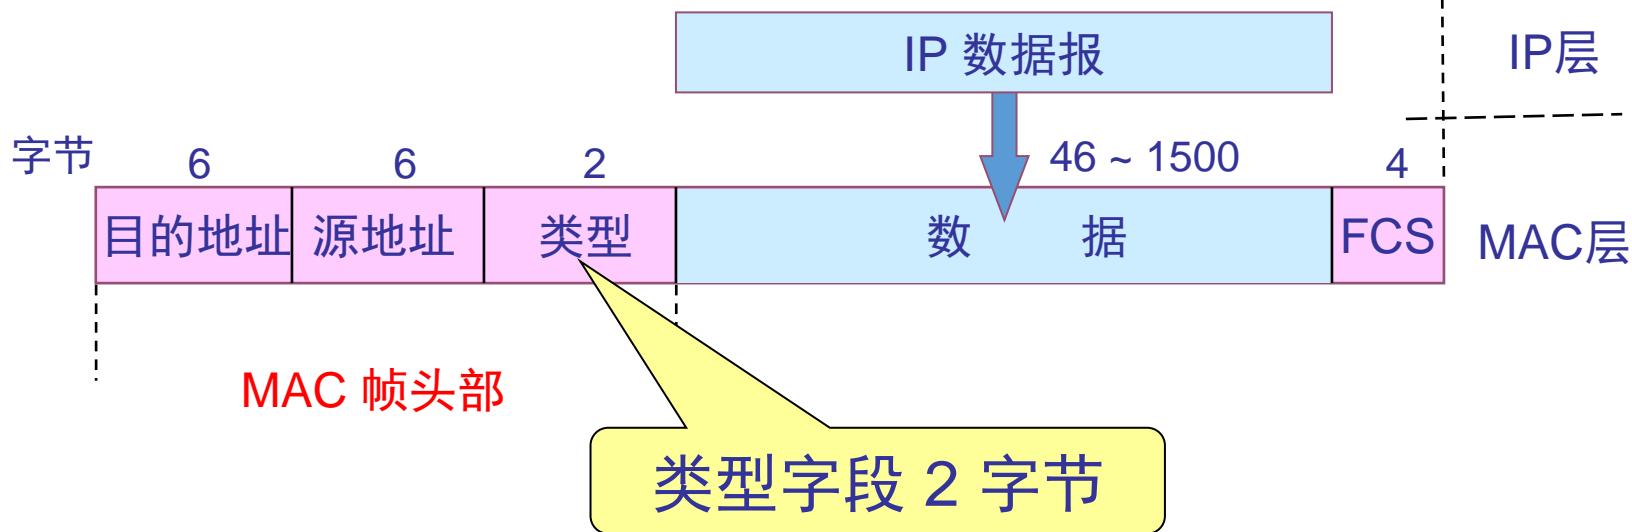 IP 数据报
IP层
字节
6
6
2
46 ~ 1500
4
目的地址
源地址
类型
数 据
FCS
MAC层
MAC 帧头部
类型字段 2 字节